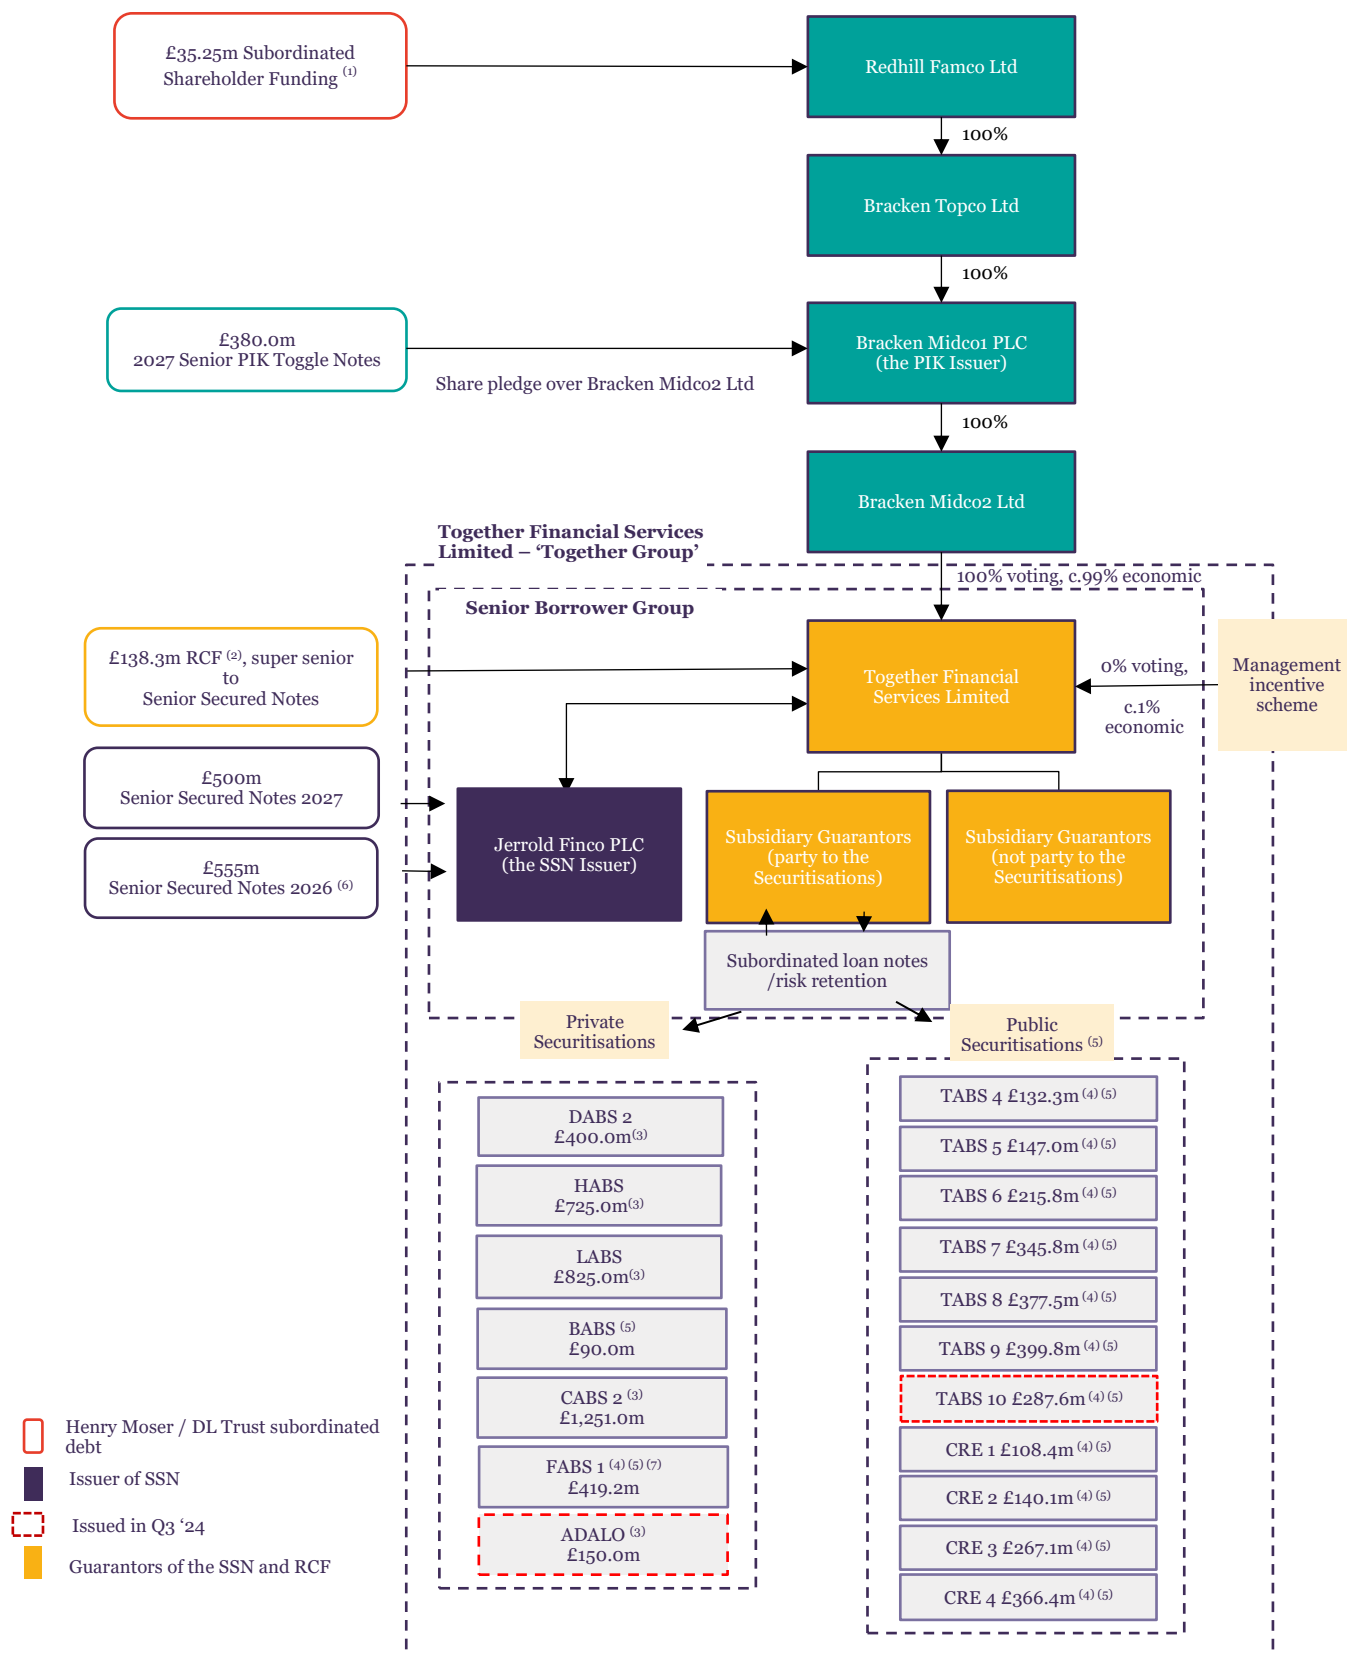 £35.25m Subordinated
Shareholder Funding (1)
Redhill Famco Ltd
100%
Bracken Topco Ltd
100%
£380.0m
2027 Senior PIK Toggle Notes
Share pledge over Bracken Midco2 Ltd
Bracken Midco1 PLC
(the PIK Issuer)
100%
Bracken Midco2 Ltd
Together Financial Services
Limited – ‘Together Group’
100% voting, c.99% economic
Senior Borrower Group
£138.3m RCF (2), super senior
to
Senior Secured Notes
Together Financial
Services Limited
0% voting,
c.1%
economic
Management
incentive
scheme
£500m
Senior Secured Notes 2027
£555m
Senior Secured Notes 2026 (6)
Jerrold Finco PLC
(the SSN Issuer)
Subsidiary Guarantors
(party to the
Securitisations)
Subsidiary Guarantors
(not party to the
Securitisations)
Subordinated loan notes
/risk retention
Private
Securitisations
Public
Securitisations (5)
DABS 2
£400.0m(3)
HABS
£725.0m(3)
LABS
£825.0m(3)
BABS (5)
£90.0m
CABS 2 (3)
£1,251.0m
FABS 1 (4) (5) (7)
£419.2m
ADALO (3)
£150.0m
TABS 4 £132.3m (4) (5)
TABS 5 £147.0m (4) (5)
TABS 6 £215.8m (4) (5)
TABS 7 £345.8m (4) (5)
TABS 8 £377.5m (4) (5)
TABS 9 £399.8m (4) (5)
TABS 10 £287.6m (4) (5)
CRE 1 £108.4m (4) (5)
CRE 2 £140.1m (4) (5)
CRE 3 £267.1m (4) (5)
CRE 4 £366.4m (4) (5)
Henry Moser / DL Trust subordinated
debt
Issuer of SSN
Issued in Q3 ‘24
Guarantors of the SSN and RCF